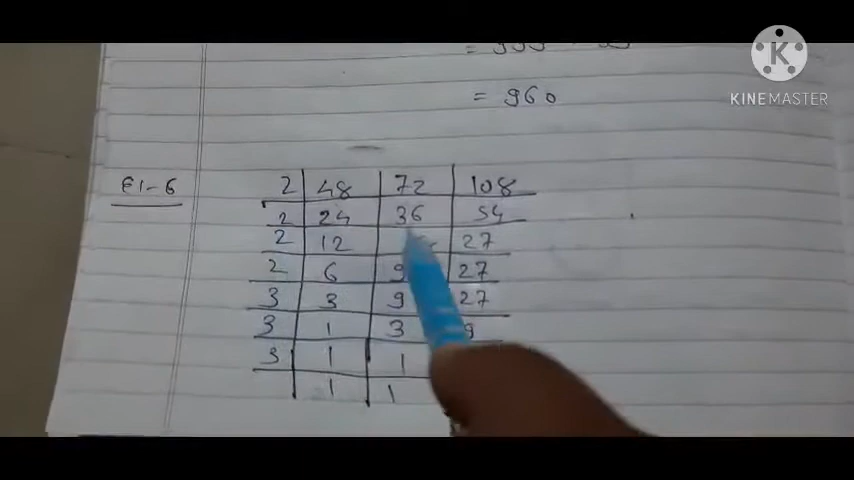 = 960
K
KINEMASTER
E1-6
2 48 72 108
2 24 36 54
2 12 27
2 6 9 27
3 3 9 27
3 1 3 9
3 1 1
1 1